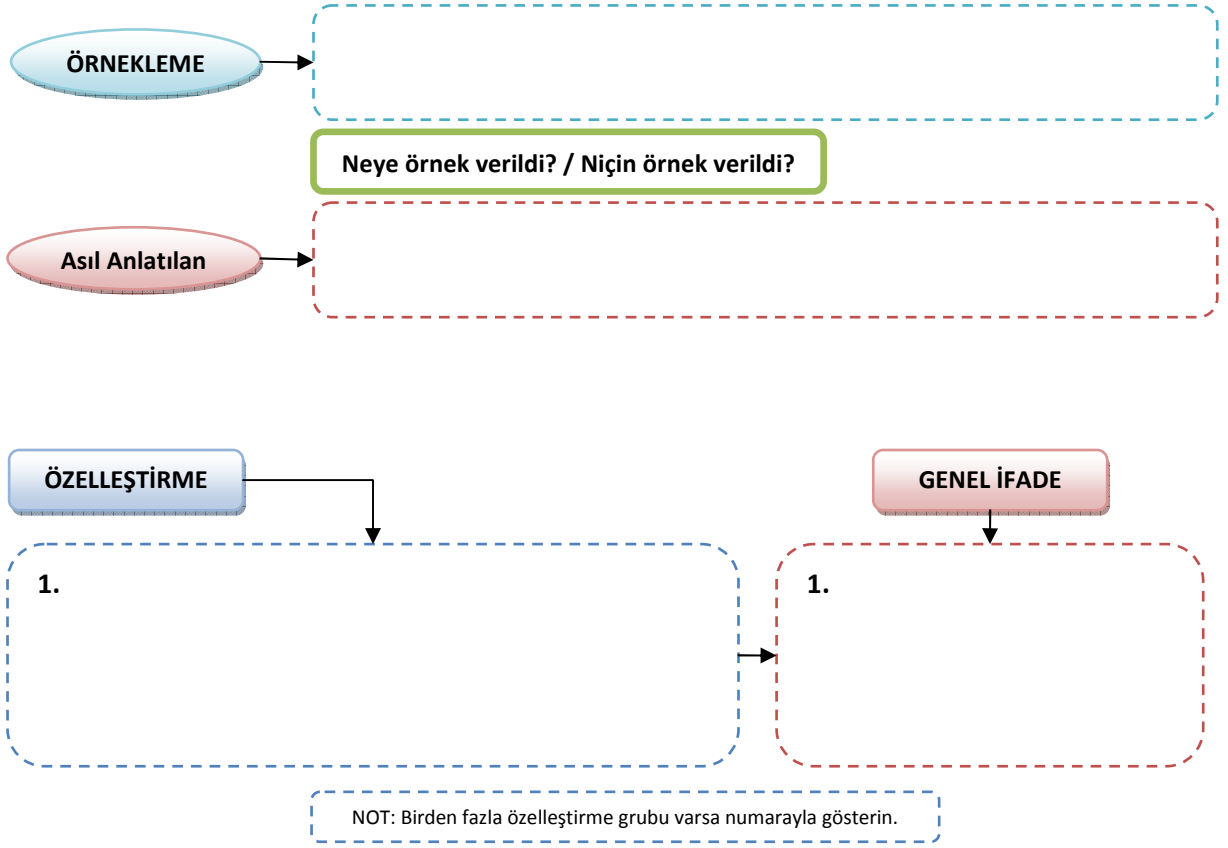 ÖRNEKLEME
Neye örnek verildi? / Niçin örnek verildi?
Asıl Anlatılan
ÖZELLEŞTİRME
GENEL İFADE
1.
1.
NOT: Birden fazla özelleştirme grubu varsa numarayla gösterin.